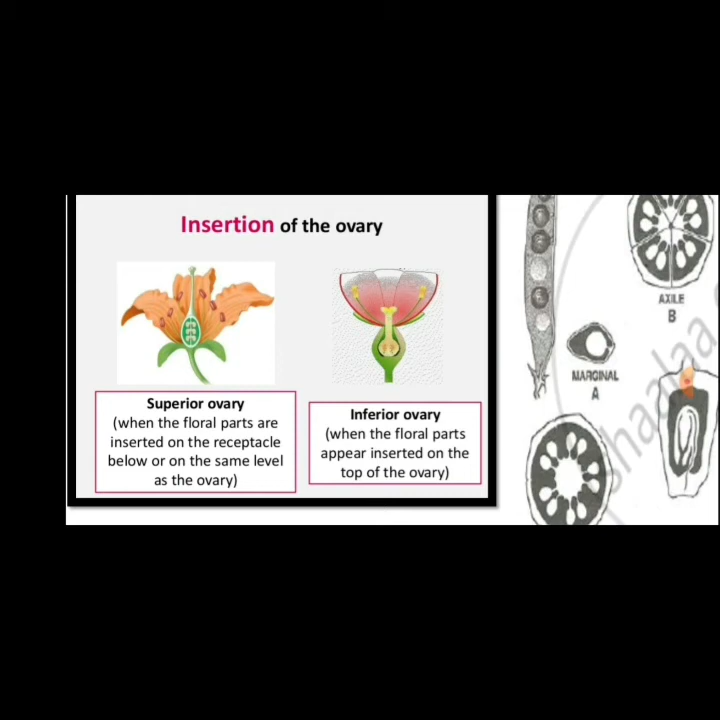 Insertion of the ovary
Superior ovary
(when the floral parts are
inserted on the receptacle
below or on the same level
as the ovary)
Inferior ovary
(when the floral parts
appear inserted on the
top of the ovary)
AXILE
B
MARGINAL
A
shaalaa